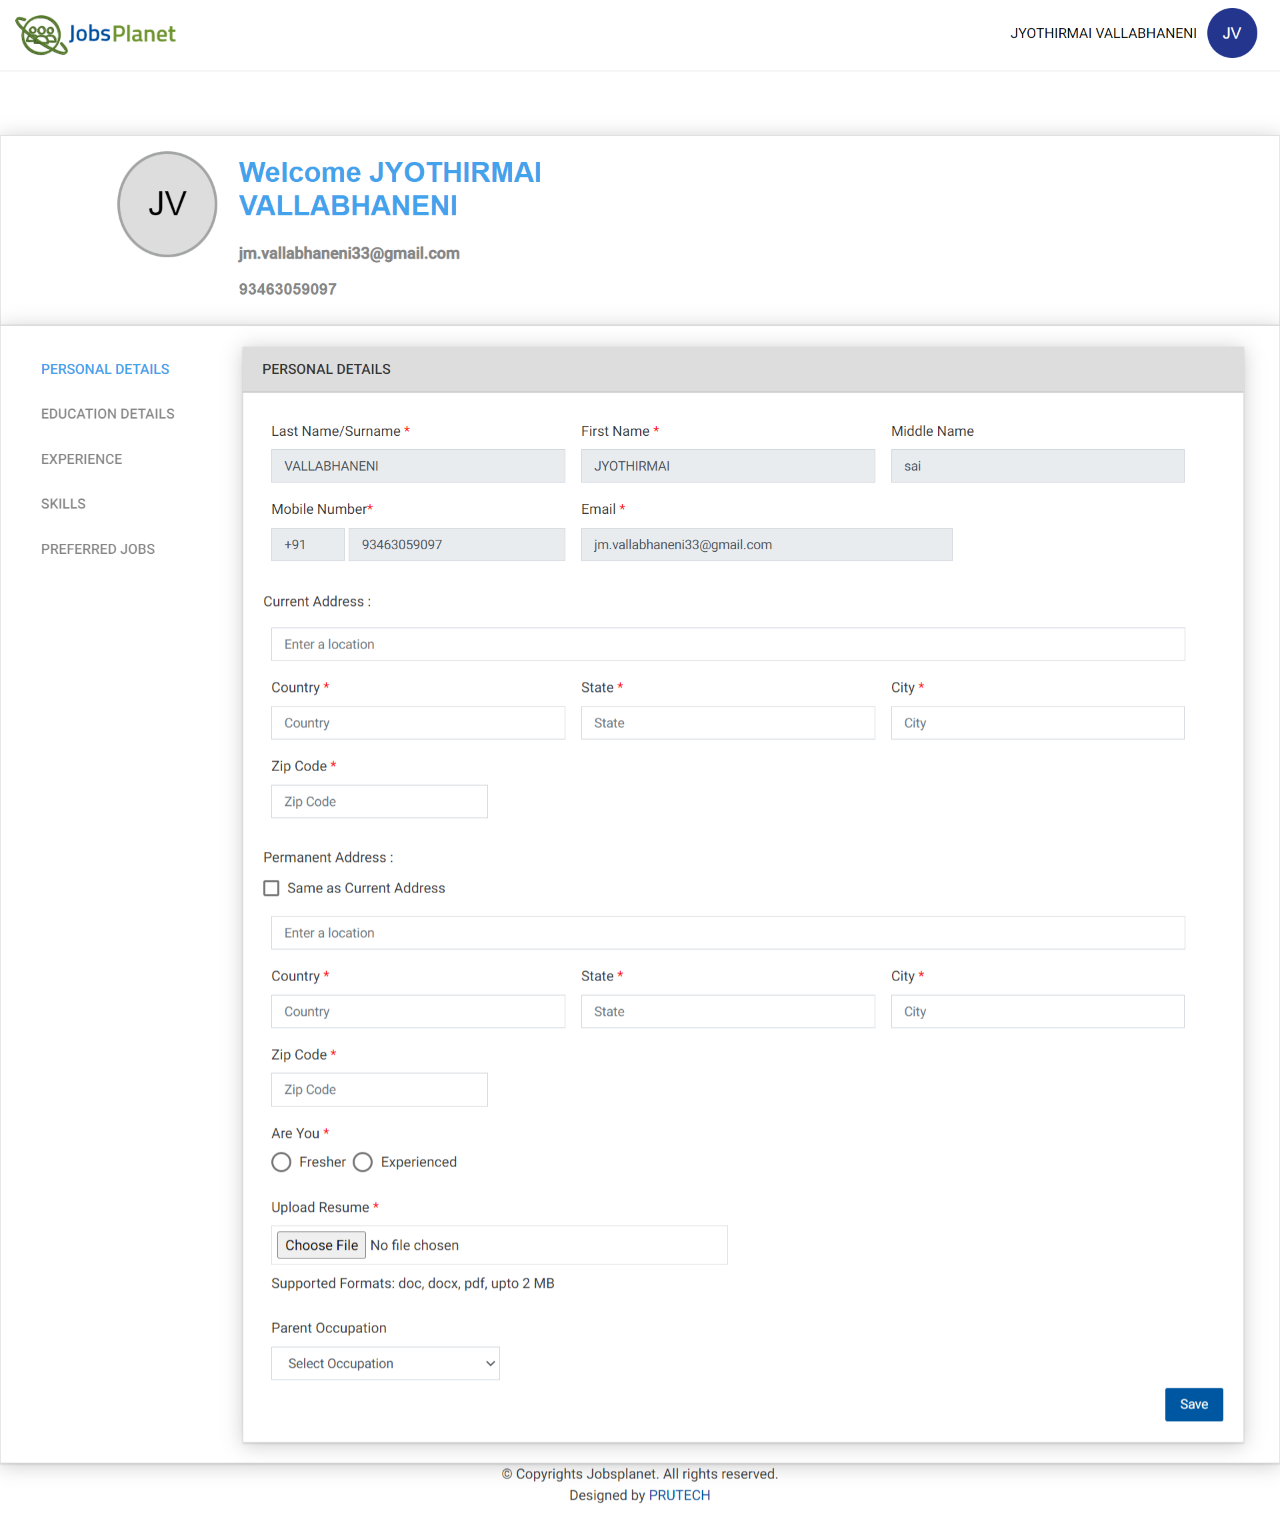 JobsPlanet
JYOTHIRMAI VALLABHANENI
JV
JV
Welcome JYOTHIRMAI
VALLABHANENI
jm.vallabhaneni33@gmail.com
93463059097
PERSONAL DETAILS
EDUCATION DETAILS
EXPERIENCE
SKILLS
PREFERRED JOBS
PERSONAL DETAILS
Last Name/Surname * First Name * Middle Name
VALLABHANENI JYOTHIRMAI sai
Mobile Number* Email *
+91 93463059097 jm.vallabhaneni33@gmail.com
Current Address :
Enter a location
Country * State * City *
Country State City
Zip Code *
Zip Code
Permanent Address :
Same as Current Address
Enter a location
Country * State * City *
Country State City
Zip Code *
Zip Code
Are You *
Fresher Experienced
Upload Resume *
Choose File No file chosen
Supported Formats: doc, docx, pdf, upto 2 MB
Parent Occupation
Select Occupation
Save
© Copyrights Jobsplanet. All rights reserved.
Designed by PRUTECH